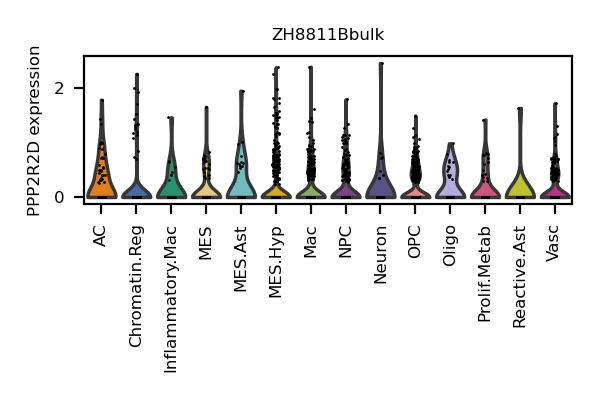 ZH8811Bbulk
PPP2R2D expression
2
0
AC
Chromatin.Reg
Inflammatory.Mac
MES
MES.Ast
MES.Hyp
Mac
NPC
Neuron
OPC
Oligo
Prolif.Metab
Reactive.Ast
Vasc